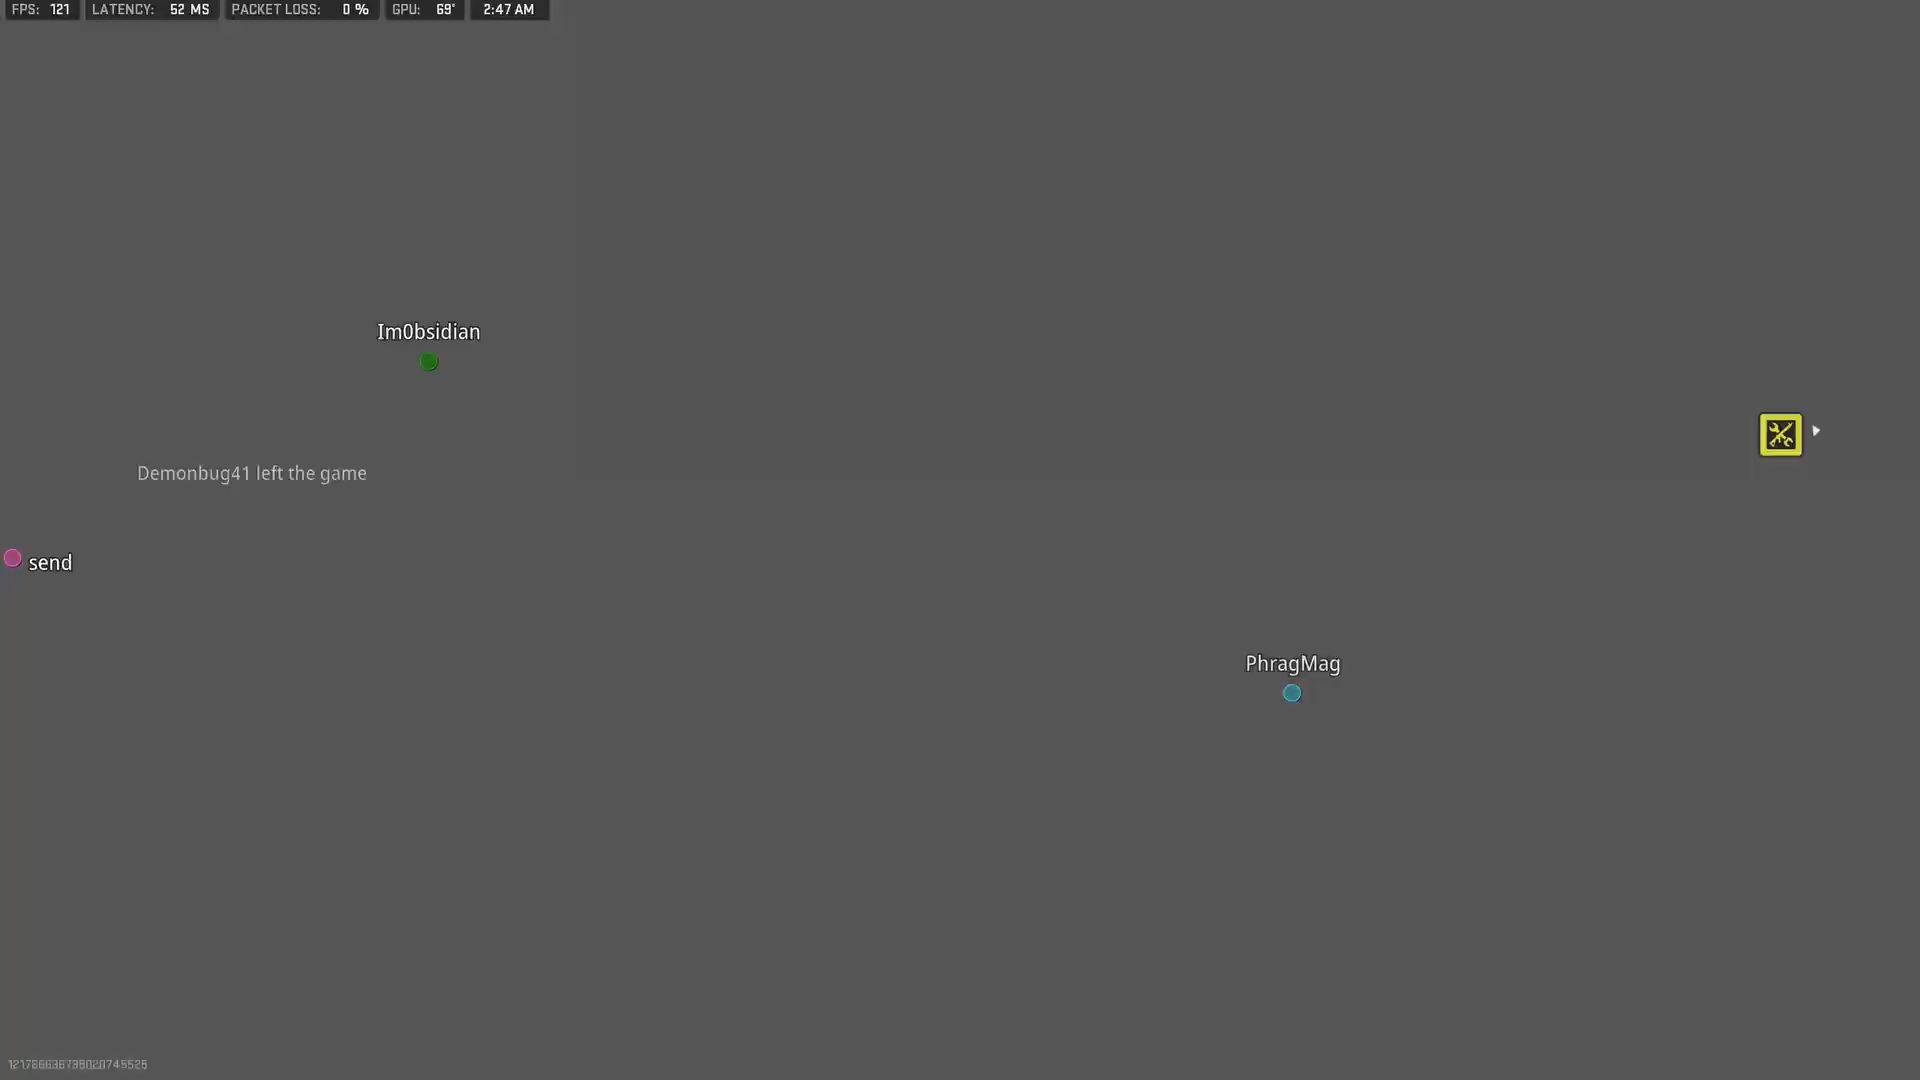 FPS: 121 LATENCY: 52 MS PACKET LOSS: 0 % GPU: 69° 2:47 AM
Im0bsidian
Demonbug41 left the game
send
PhragMag